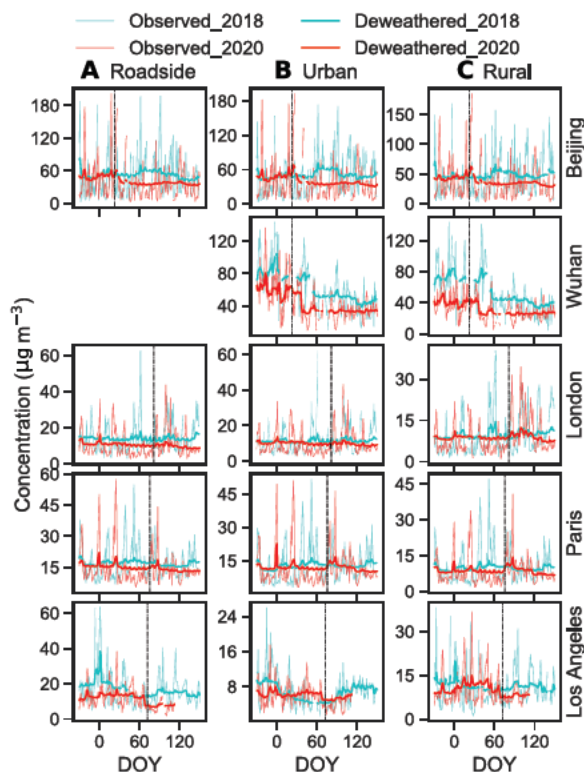 Observed_2018 Deweathered_2018
Observed_2020 Deweathered_2020
A Roadside B Urban C Rural
180 180 150
120 120 100
60 60 50
0 0 0
Beijing
120 120
80 80
40 40
Wuhan
Concentration (µg m⁻³)
60 60
40 40 30
20 20 15
0 0 0
London
45 45 45
30 30 30
15 15 15
Paris
60 24
40 16 30
20 8 15
0 0
Los Angeles
0 60 120 0 60 120 0 60 120
DOY DOY DOY